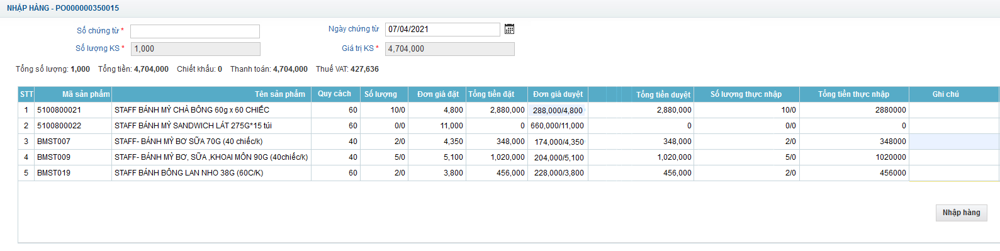 NHẬP HÀNG - PO000000350015
Số chứng từ * Ngày chứng từ 07/04/2021
Số lượng KS * 1,000 Giá trị KS * 4,704,000
Tổng số lượng: 1,000 Tổng tiền: 4,704,000 Chiết khấu: 0 Thanh toán: 4,704,000 Thuế VAT: 427,636
STT Mã sản phẩm Tên sản phẩm Quy cách Số lượng Đơn giá đặt Tổng tiền đặt Đơn giá duyệt Tổng tiền duyệt Số lượng thực nhập Tổng tiền thực nhập Ghi chú
1 5100800021 STAFF BÁNH MỲ CHÀ BÔNG 60g x 60 CHIẾC 60 10/0 4,800 2,880,000 288,000/4,800 2,880,000 10/0 2880000
2 5100800022 STAFF BÁNH MỲ SANDWICH LÁT 275G*15 túi 60 0/0 11,000 0 660,000/11,000 0 0/0 0
3 BMST007 STAFF- BÁNH MỲ BƠ SỮA 70G (40 chiếc/k) 40 2/0 4,350 348,000 174,000/4,350 348,000 2/0 348000
4 BMST009 STAFF- BÁNH MỲ BƠ, SỮA ,KHOAI MÔN 90G (40chiếc/k) 40 5/0 5,100 1,020,000 204,000/5,100 1,020,000 5/0 1020000
5 BMST019 STAFF BÁNH BÔNG LAN NHO 38G (60C/K) 60 2/0 3,800 456,000 228,000/3,800 456,000 2/0 456000
Nhập hàng